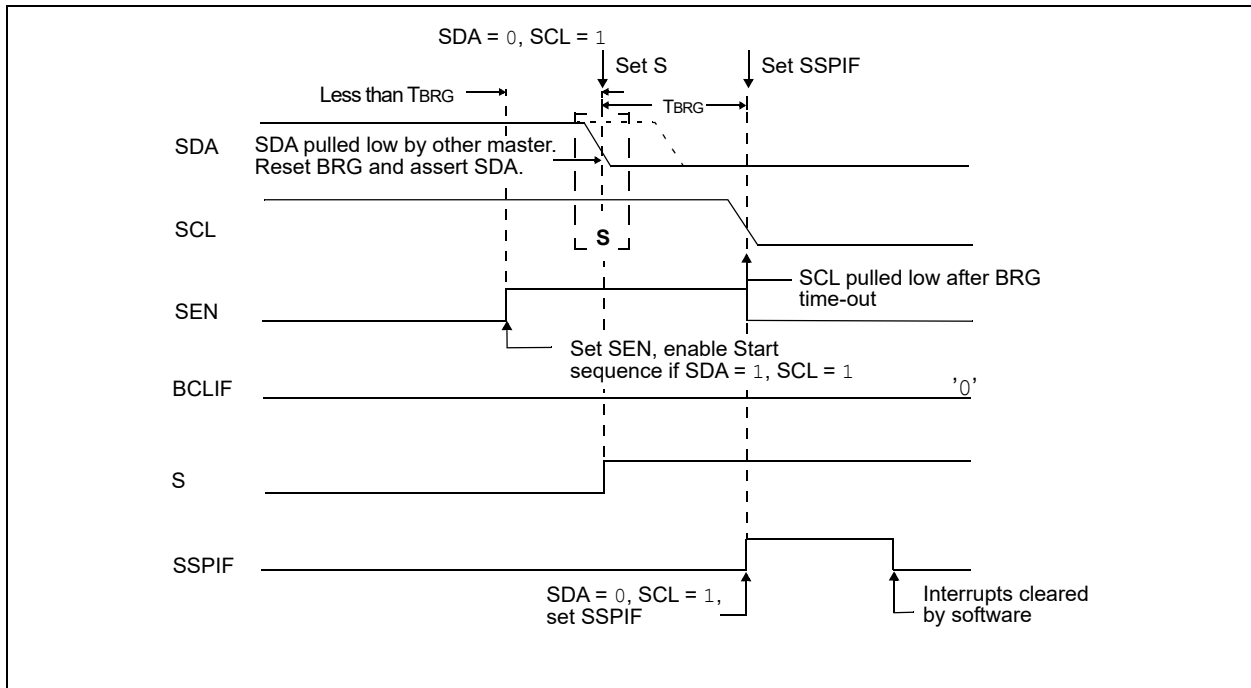 SDA = 0, SCL = 1
Set S
Set SSPIF
Less than TBRG
TBRG
SDA
SDA pulled low by other master.
Reset BRG and assert SDA.
SCL
S
SCL pulled low after BRG
time-out
SEN
Set SEN, enable Start
sequence if SDA = 1, SCL = 1
BCLIF
’0’
S
SSPIF
SDA = 0, SCL = 1,
set SSPIF
Interrupts cleared
by software